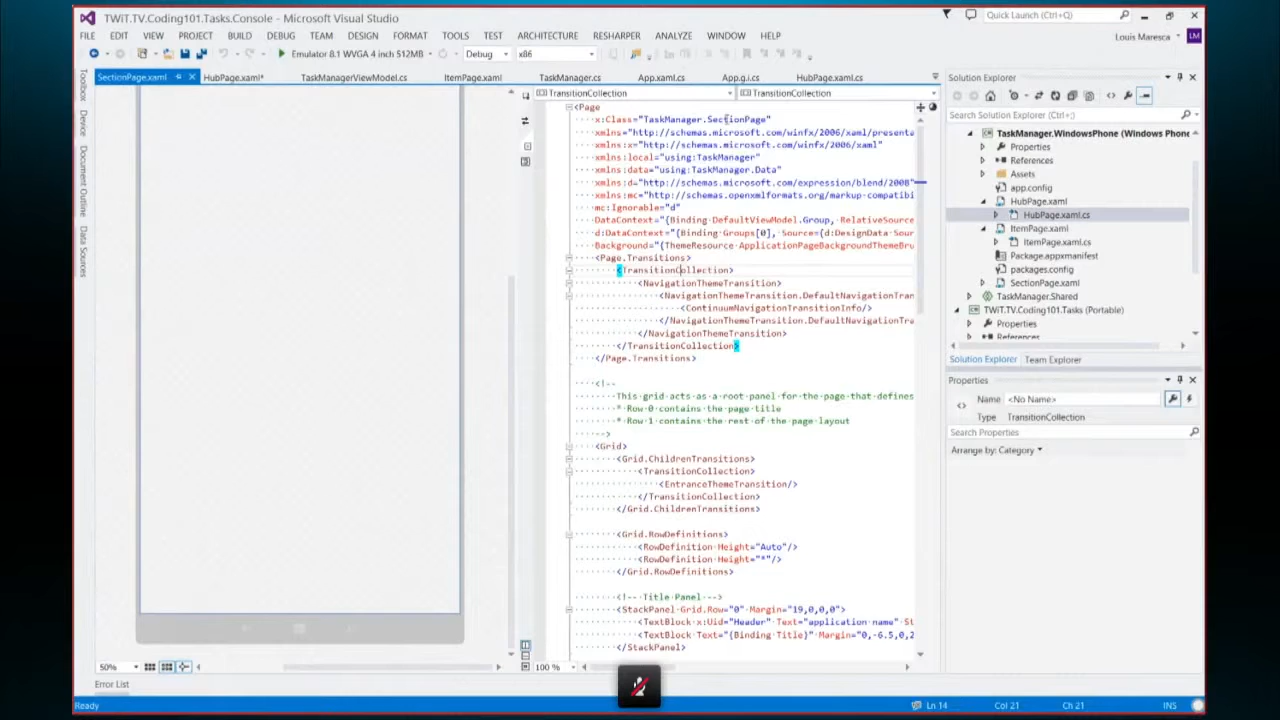 TWiT.TV.Coding101.Tasks.Console - Microsoft Visual Studio
Quick Launch (Ctrl+Q)
FILE EDIT VIEW PROJECT BUILD DEBUG TEAM DESIGN FORMAT TOOLS TEST ARCHITECTURE RESHARPER ANALYZE WINDOW HELP
Louis Maresca LM
Emulator 8.1 WVGA 4 inch 512MB Debug x86
SectionPage.xaml HubPage.xaml* TaskManagerViewModel.cs ItemPage.xaml TaskManager.cs App.xaml.cs App.g.i.cs HubPage.xaml.cs
Toolbox
Device
Document Outline
Data Sources
TransitionCollection TransitionCollection
<Page
x:Class="TaskManager.SectionPage"
xmlns="http://schemas.microsoft.com/winfx/2006/xaml/presenta
xmlns:x="http://schemas.microsoft.com/winfx/2006/xaml"
xmlns:local="using:TaskManager"
xmlns:data="using:TaskManager.Data"
xmlns:d="http://schemas.microsoft.com/expression/blend/2008"
xmlns:mc="http://schemas.openxmlformats.org/markup-compatibi
mc:Ignorable="d"
DataContext="{Binding DefaultViewModel.Group, RelativeSource
d:DataContext="{Binding Groups[0], Source={d:DesignData Sour
Background="{ThemeResource ApplicationPageBackgroundThemeBru
<Page.Transitions>
<TransitionCollection>
<NavigationThemeTransition>
<NavigationThemeTransition.DefaultNavigationTran
<ContinuumNavigationTransitionInfo/>
</NavigationThemeTransition.DefaultNavigationTra
</NavigationThemeTransition>
</TransitionCollection>
</Page.Transitions>
<!--
This grid acts as a root panel for the page that defines
* Row 0 contains the page title
* Row 1 contains the rest of the page layout
-->
<Grid>
<Grid.ChildrenTransitions>
<TransitionCollection>
<EntranceThemeTransition/>
</TransitionCollection>
</Grid.ChildrenTransitions>
<Grid.RowDefinitions>
<RowDefinition Height="Auto"/>
<RowDefinition Height="*"/>
</Grid.RowDefinitions>
<!-- Title Panel -->
<StackPanel Grid.Row="0" Margin="19,0,0,0">
<TextBlock x:Uid="Header" Text="application name" St
<TextBlock Text="{Binding Title}" Margin="0,-6.5,0,2
</StackPanel>
50%
100 %
Solution Explorer
Search Solution Explorer (Ctrl+;)
TaskManager.WindowsPhone (Windows Phone
Properties
References
Assets
app.config
HubPage.xaml
HubPage.xaml.cs
ItemPage.xaml
ItemPage.xaml.cs
Package.appxmanifest
packages.config
SectionPage.xaml
TaskManager.Shared
TWiT.TV.Coding101.Tasks (Portable)
Properties
References
Solution Explorer Team Explorer
Properties
Name <No Name>
Type TransitionCollection
Search Properties
Arrange by: Category
Error List
Ready Ln 14 Col 21 Ch 21 INS